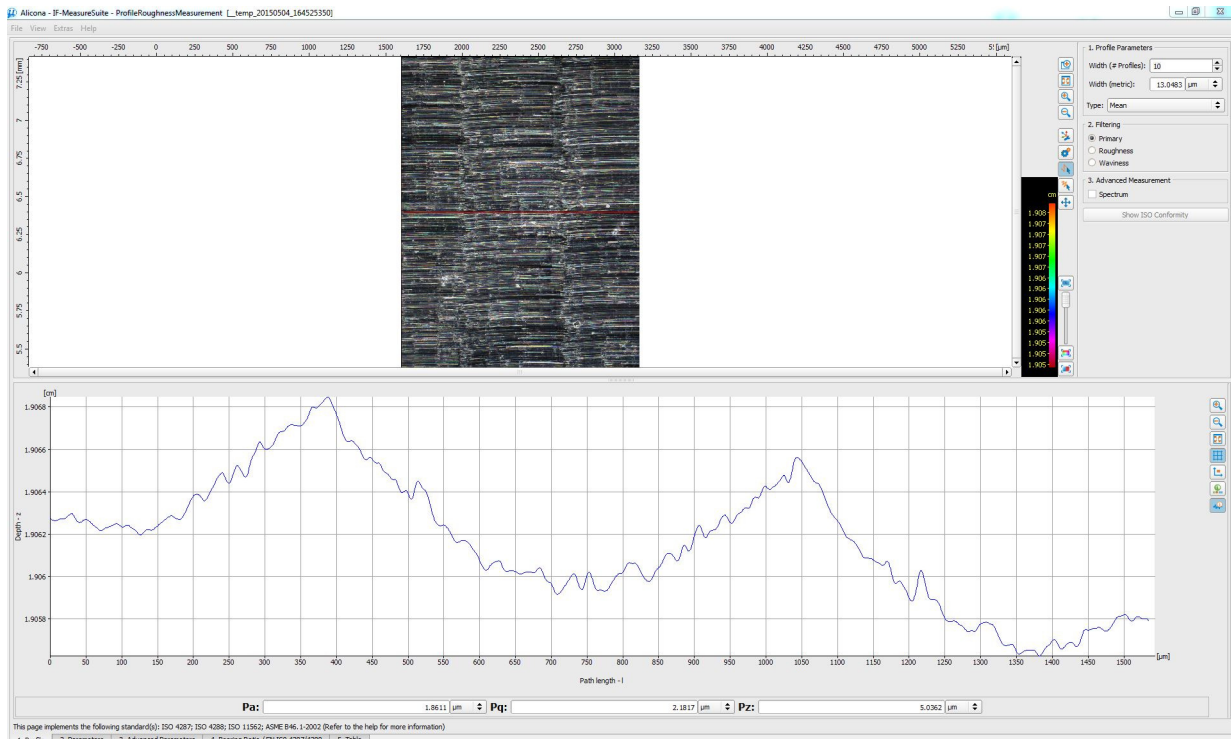 Alicona - IF-MeasureSuite - ProfileRoughnessMeasurement [__temp_20150504_164525350]
File View Extras Help
-750 -500 -250 0 250 500 750 1000 1250 1500 1750 2000 2250 2500 2750 3000 3250 3500 3750 4000 4250 4500 4750 5000 5250 5! [µm]
7.25 [mm]
7
6.75
6.5
6.25
6
5.75
5.5
cm
1.908
1.907
1.907
1.907
1.907
1.906
1.906
1.906
1.906
1.906
1.905
1.905
1.905
1. Profile Parameters
Width (# Profiles): 10
Width (metric): 13.0483 µm
Type: Mean
2. Filtering
Primary
Roughness
Waviness
3. Advanced Measurement
Spectrum
Show ISO Conformity
[cm]
1.9068
1.9066
1.9064
1.9062
1.906
1.9058
Depth - z
0 50 100 150 200 250 300 350 400 450 500 550 600 650 700 750 800 850 900 950 1000 1050 1100 1150 1200 1250 1300 1350 1400 1450 1500 [µm]
Path length - l
Pa: 1.8611 µm Pq: 2.1817 µm Pz: 5.0362 µm
This page implements the following standard(s): ISO 4287; ISO 4288; ISO 11562; ASME B46.1-2002 (Refer to the help for more information)